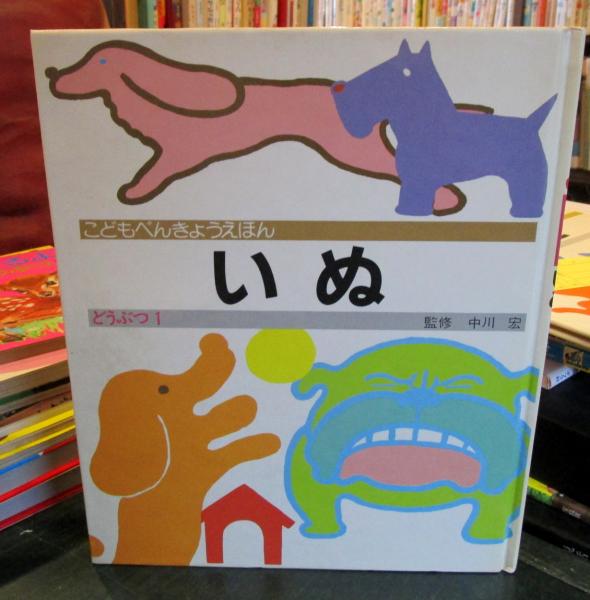 こどもべんきょうえほん
いぬ
どうぶつ1
監修 中川 宏